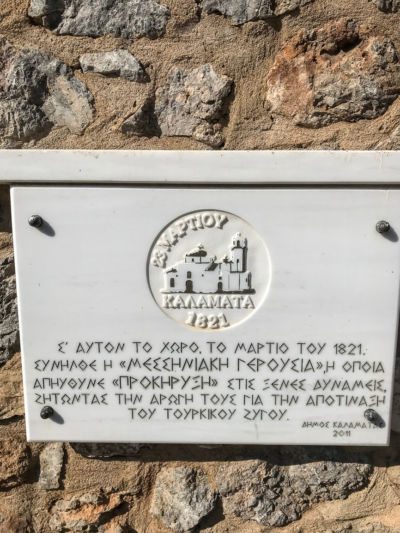 23 ΜΑΡΤΙΟΥ
ΚΑΛΑΜΑΤΑ
1821
Σ' ΑΥΤΟΝ ΤΟ ΧΩΡΟ, ΤΟ ΜΑΡΤΙΟ ΤΟΥ 1821.
ΣΥΝΗΛΘΕ Η «ΜΕΣΣΗΝΙΑΚΗ ΓΕΡΟΥΣΙΑ», Η ΟΠΟΙΑ
ΑΠΗΥΘΥΝΕ «ΠΡΟΚΗΡΥΞΗ» ΣΤΙΣ ΞΕΝΕΣ ΔΥΝΑΜΕΙΣ,
ΖΗΤΩΝΤΑΣ ΤΗΝ ΑΡΩΓΗ ΤΟΥΣ ΓΙΑ ΤΗΝ ΑΠΟΤΙΝΑΞΗ
ΤΟΥ ΤΟΥΡΚΙΚΟΥ ΖΥΓΟΥ.
ΔΗΜΟΣ ΚΑΛΑΜΑΤΑΣ
2011